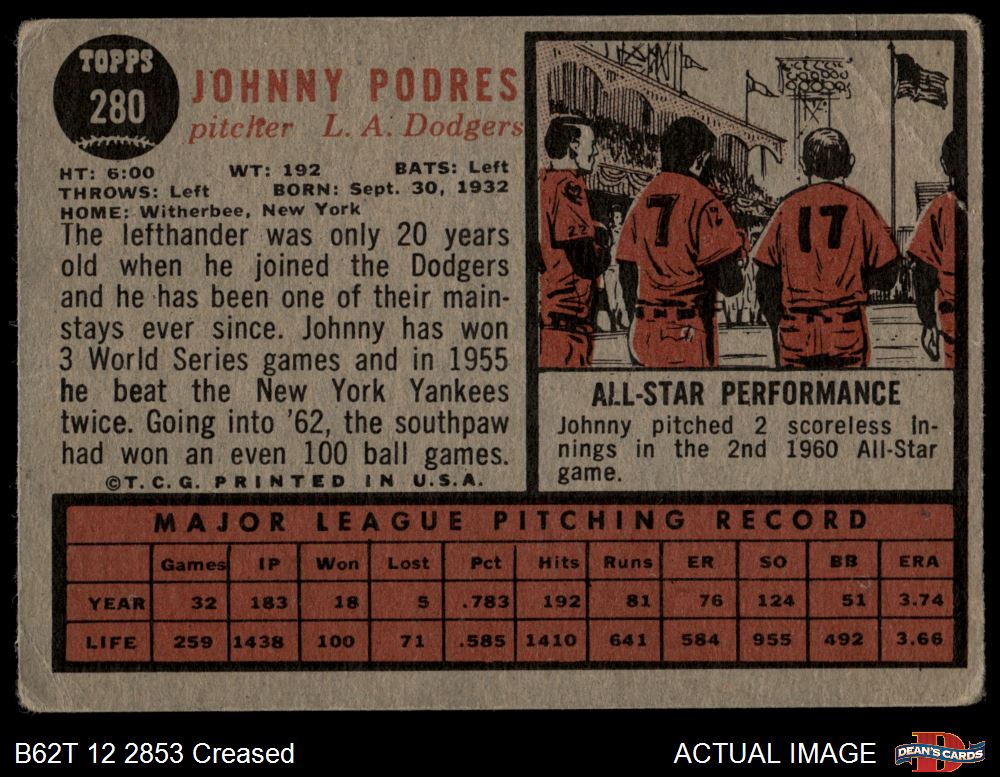 TOPPS
280
JOHNNY PODRES
pitcher L. A. Dodgers
HT: 6:00 WT: 192 BATS: Left
THROWS: Left BORN: Sept. 30, 1932
HOME: Witherbee, New York
The lefthander was only 20 years
old when he joined the Dodgers
and he has been one of their main-
stays ever since. Johnny has won
3 World Series games and in 1955
he beat the New York Yankees
twice. Going into '62, the southpaw
had won an even 100 ball games.
©T.C.G. PRINTED IN U.S.A.
22
7
12
17
ALL-STAR PERFORMANCE
Johnny pitched 2 scoreless in-
nings in the 2nd 1960 All-Star
game.
MAJOR LEAGUE PITCHING RECORD
Games IP Won Lost Pct Hits Runs ER SO BB ERA
YEAR 32 183 18 5 .783 192 81 76 124 51 3.74
LIFE 259 1438 100 71 .585 1410 641 584 955 492 3.66
B62T 12 2853 Creased
ACTUAL IMAGE
DEAN'S CARDS